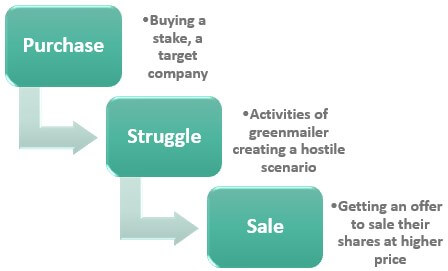 Purchase
•Buying a
stake, a
target
company
Struggle
•Activities of
greenmailer
creating a hostile
scenario
Sale
•Getting an offer
to sale their
shares at higher
price